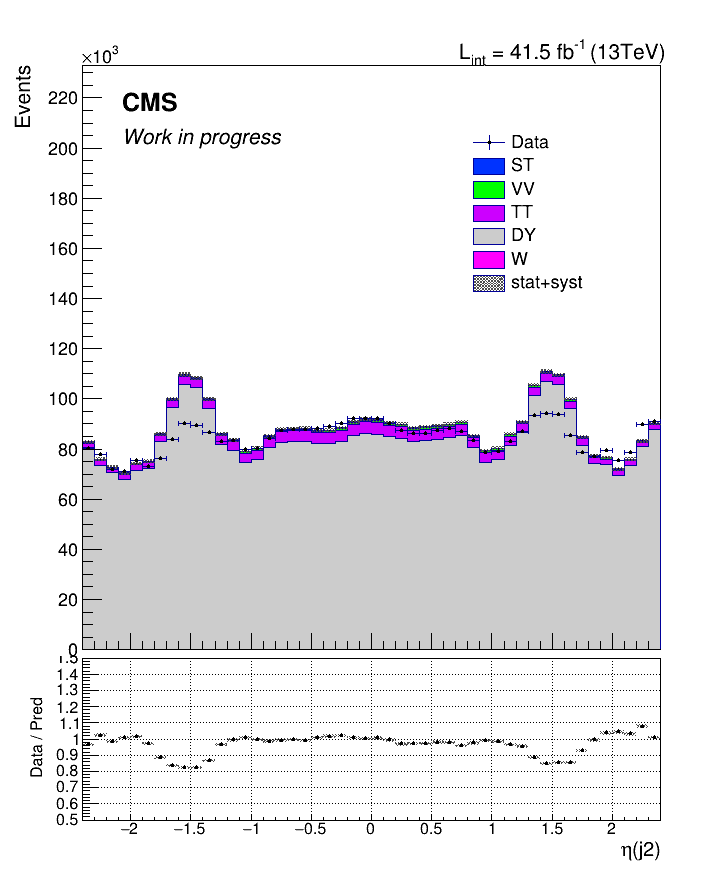 ×10³
L_int = 41.5 fb⁻¹ (13TeV)
Events
CMS
Work in progress
Data
ST
VV
TT
DY
W
stat+syst
220
200
180
160
140
120
100
80
60
40
20
0
Data / Pred
1.5
1.4
1.3
1.2
1.1
1
0.9
0.8
0.7
0.6
0.5
−2 −1.5 −1 −0.5 0 0.5 1 1.5 2
η(j2)